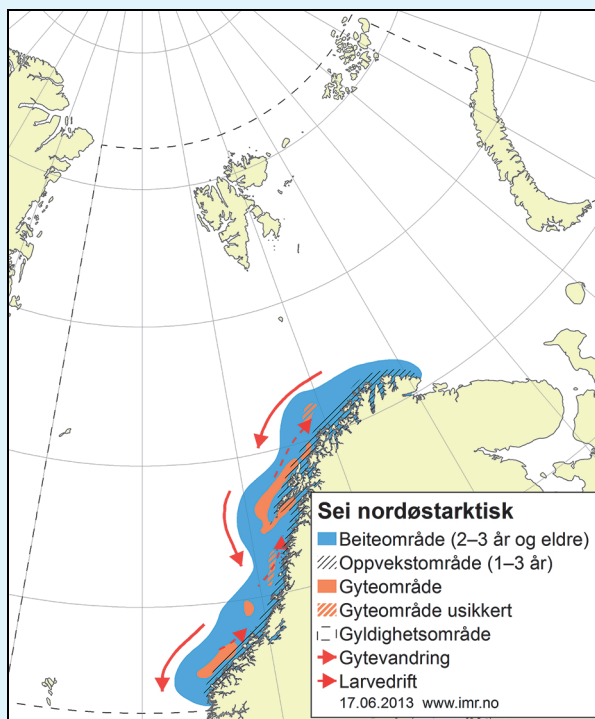 Sei nordøstarktisk
Beiteområde (2–3 år og eldre)
Oppvekstområde (1–3 år)
Gyteområde
Gyteområde usikkert
Gyldighetsområde
Gytevandring
Larvedrift
17.06.2013 www.imr.no